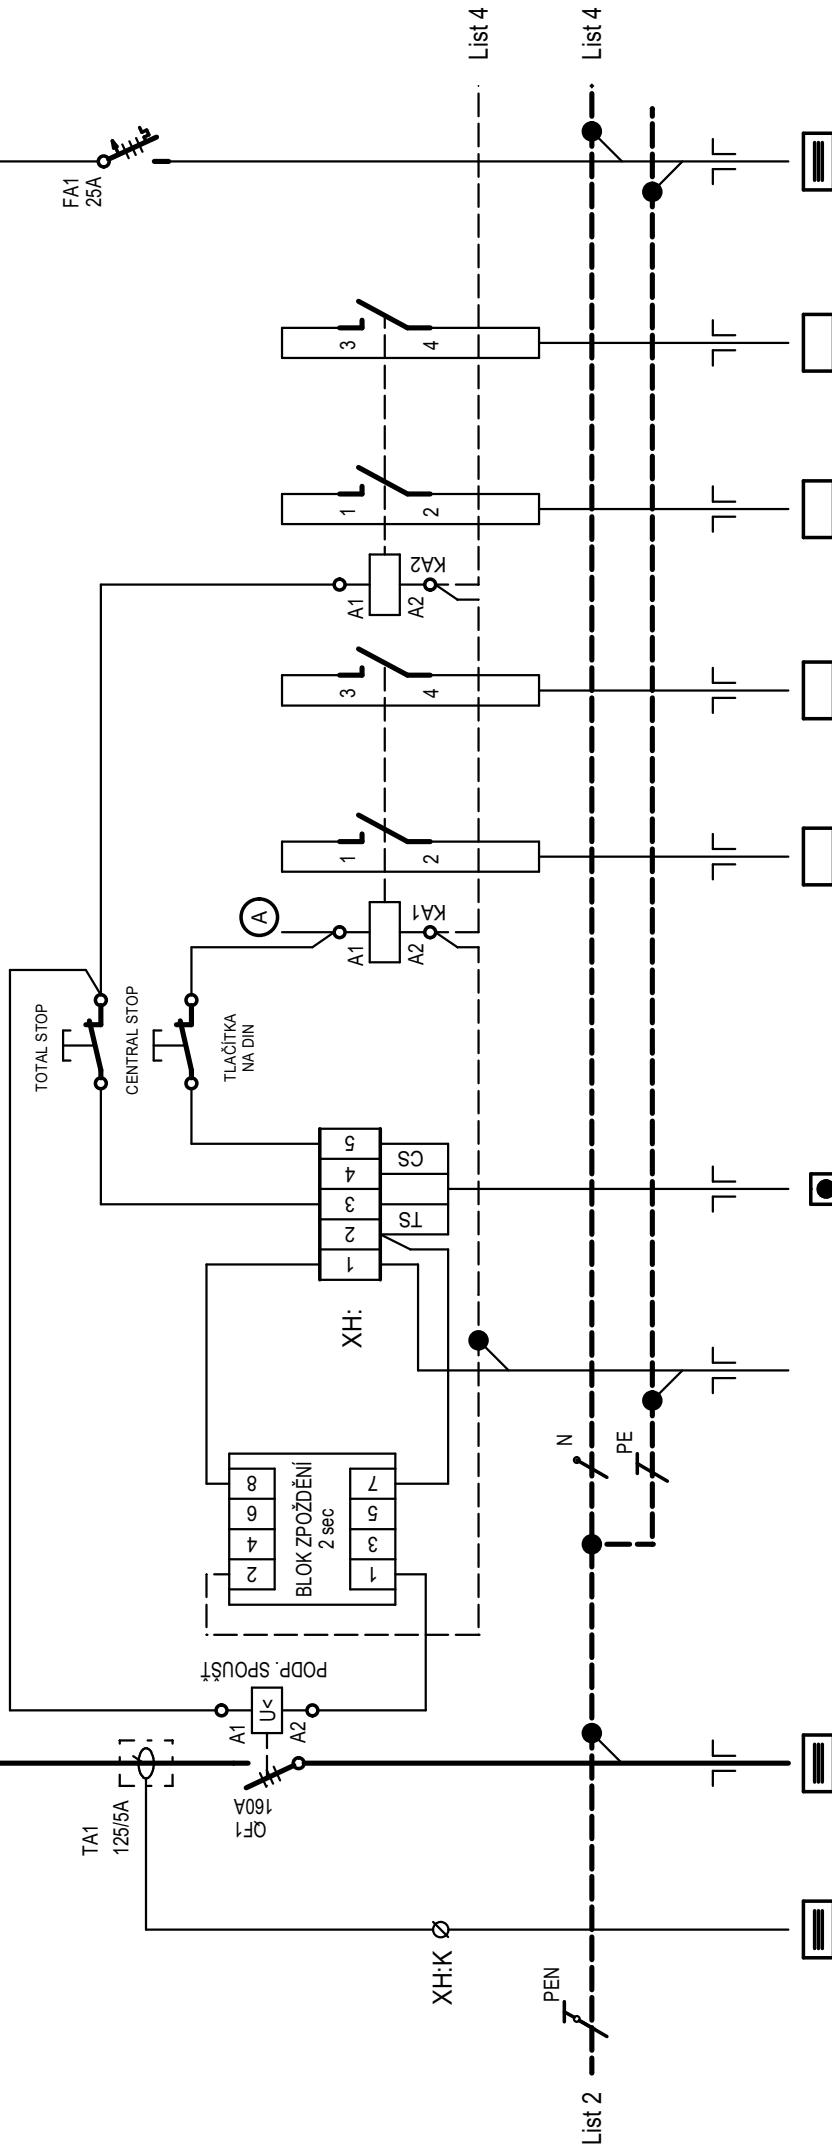 List 4
List 4
FA1
25A
3
4
1
2
KA2
A1
A2
3
4
1
2
A
KA1
A1
A2
TOTAL STOP
CENTRAL STOP
TLAČÍTKA
NA DIN
5
4
3
2
1
CS
TS
XH:
N
PE
8
6
4
2
BLOK ZPOŽDĚNÍ
2 sec
7
5
3
1
PODP. SPOUŠŤ
A1
U<
A2
TA1
125/5A
QF1
160A
XH:K
PEN
List 2